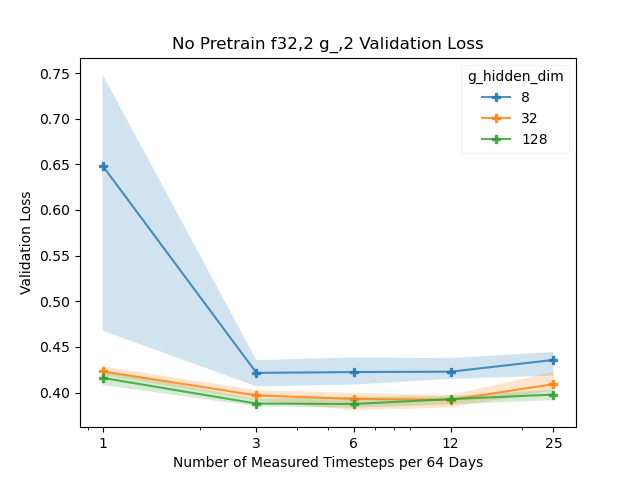 No Pretrain f32,2 g_,2 Validation Loss
g_hidden_dim
8
32
128
0.75
0.70
0.65
0.60
0.55
0.50
0.45
0.40
Validation Loss
1 3 6 12 25
Number of Measured Timesteps per 64 Days